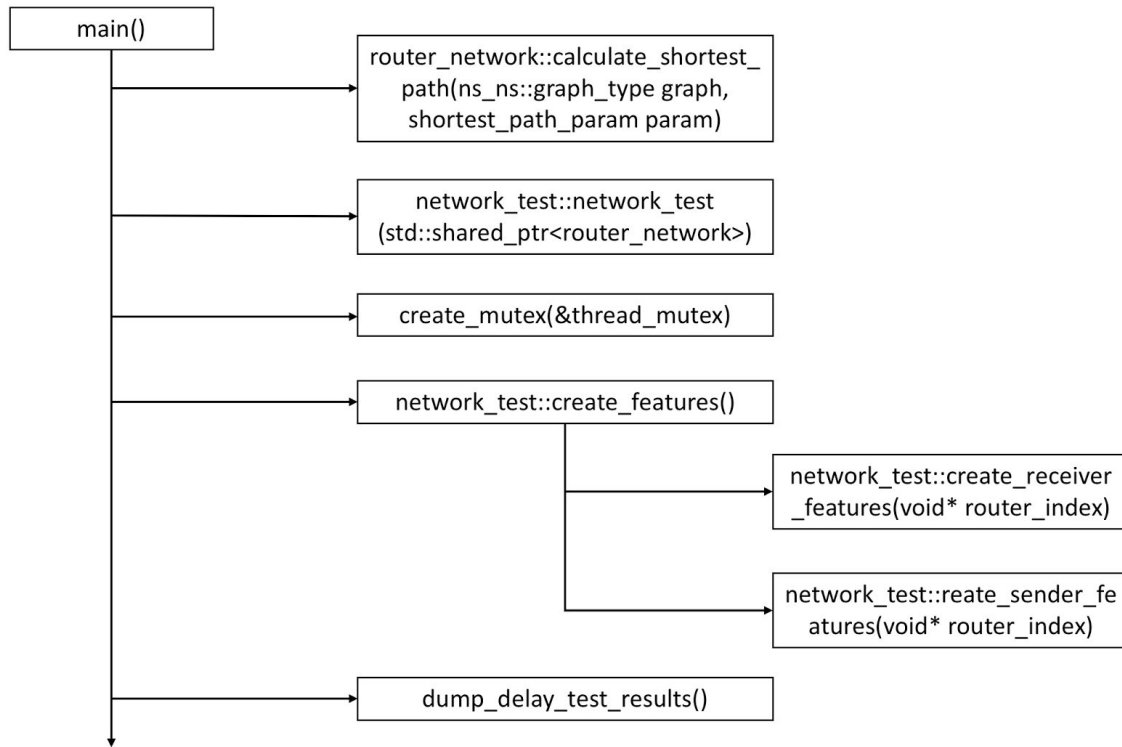 main()
router_network::calculate_shortest_
path(ns_ns::graph_type graph,
shortest_path_param param)
network_test::network_test
(std::shared_ptr<router_network>)
create_mutex(&thread_mutex)
network_test::create_features()
network_test::create_receiver
_features(void* router_index)
network_test::reate_sender_fe
atures(void* router_index)
dump_delay_test_results()